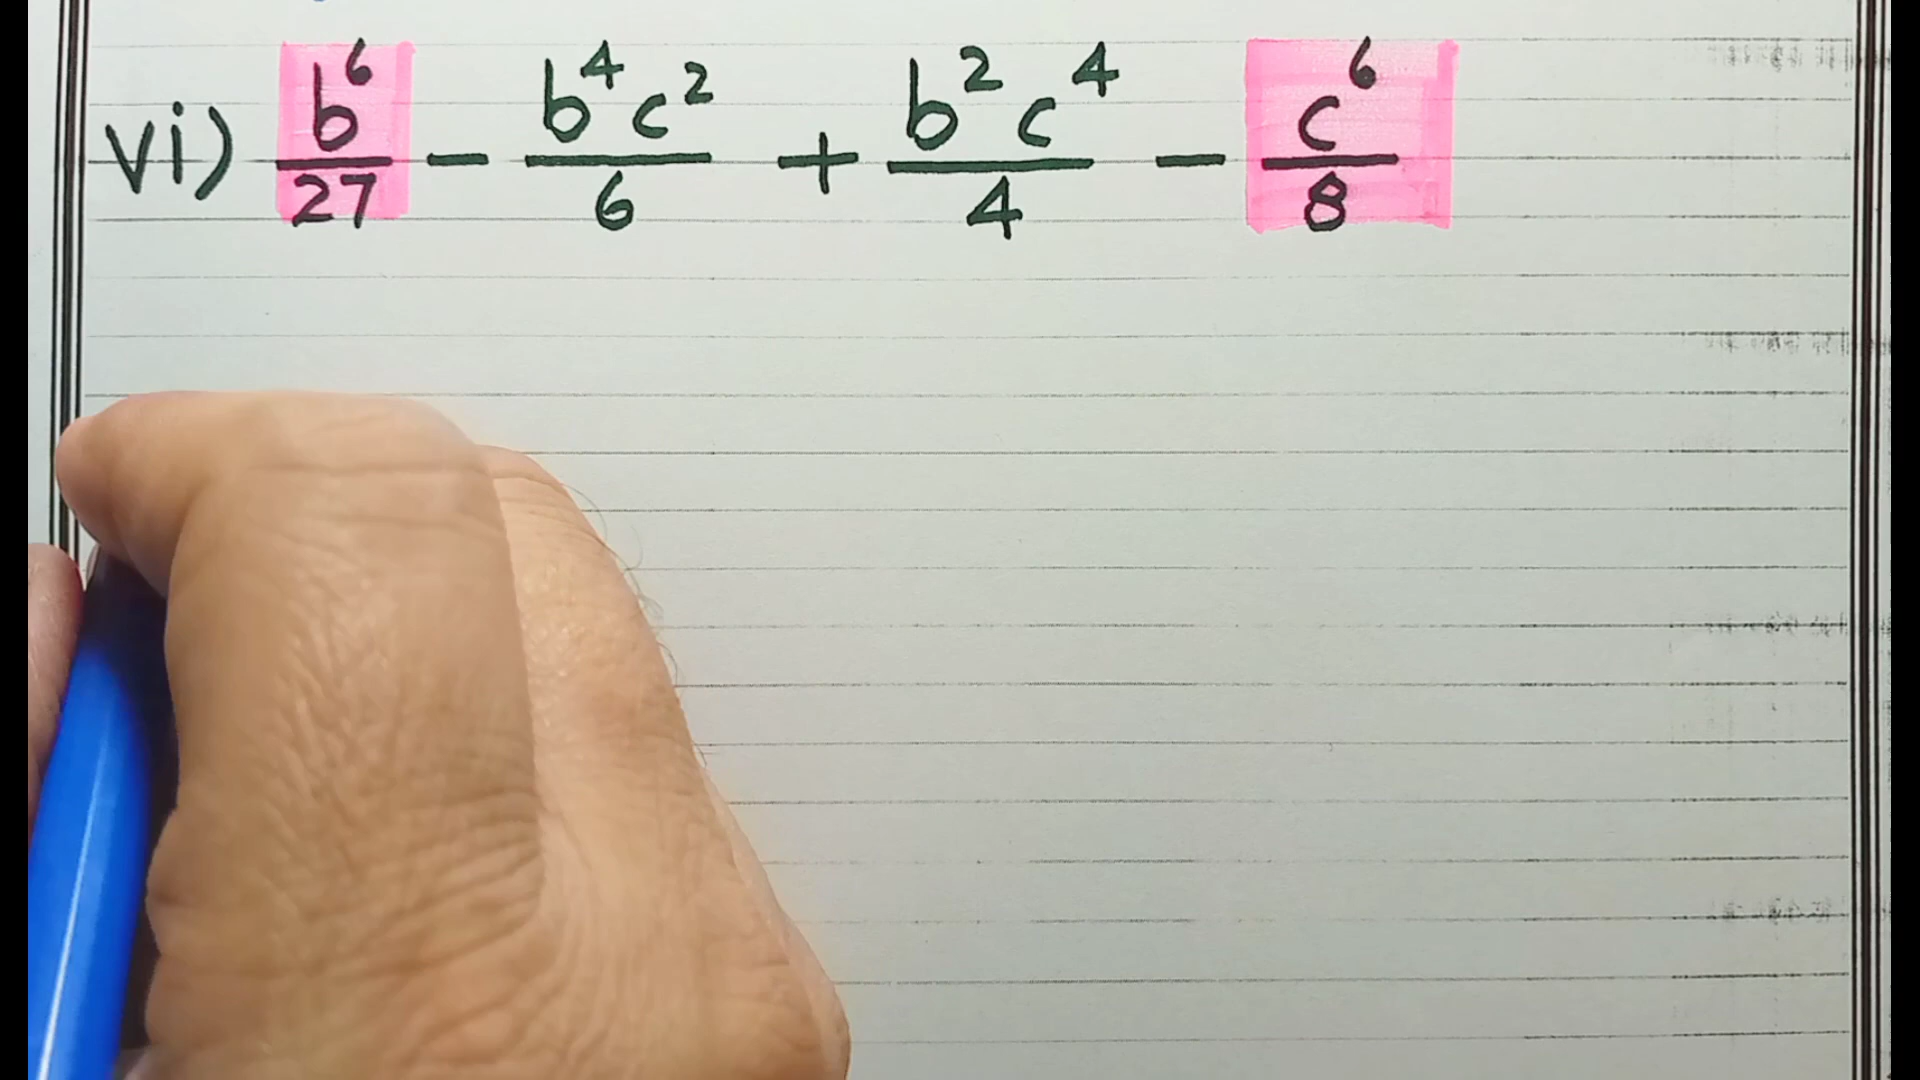 vi) b⁶/27 − b⁴c²/6 + b²c⁴/4 − c⁶/8